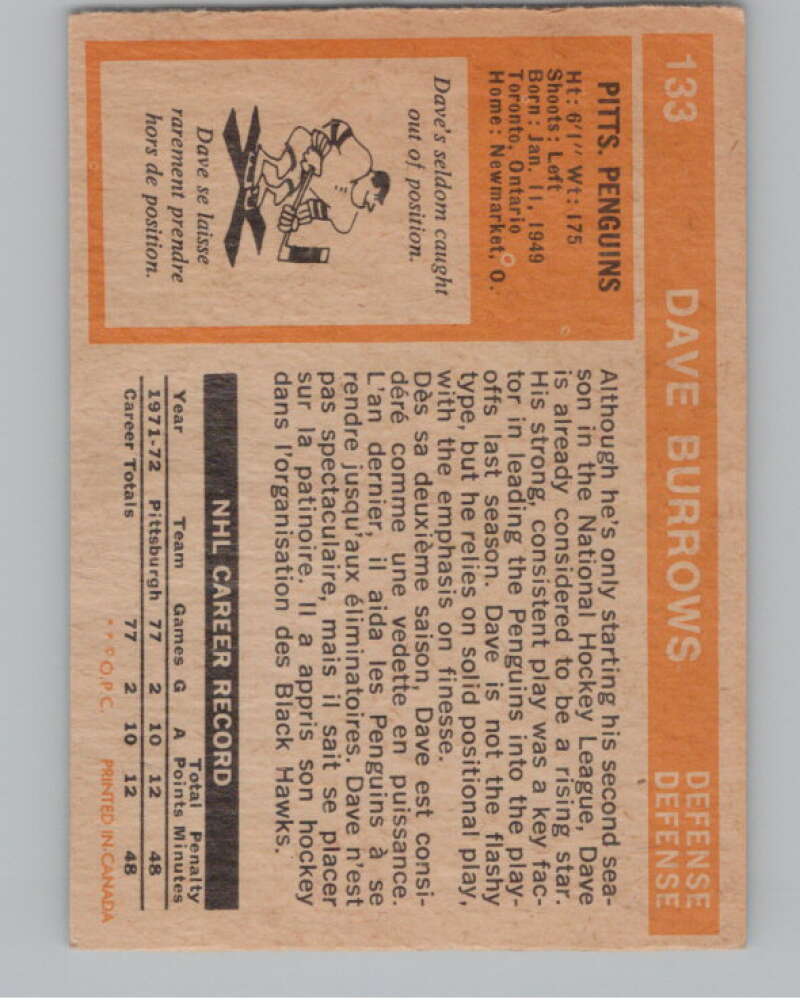 133 DAVE BURROWS DEFENSE
DEFENSE
PITTS. PENGUINS
Ht: 6'1" Wt: 175
Shoots: Left
Born: Jan. 11, 1949
Toronto, Ontario
Home: Newmarket, O.
Dave's seldom caught
out of position.
Dave se laisse
rarement prendre
hors de position.
Although he's only starting his second sea-
son in the National Hockey League, Dave
is already considered to be a rising star.
His strong, consistent play was a key fac-
tor in leading the Penguins into the play-
offs last season. Dave is not the flashy
type, but he relies on solid positional play,
with the emphasis on finesse.
Dès sa deuxième saison, Dave est consi-
déré comme une vedette en puissance.
L'an dernier, il aida les Penguins à se
rendre jusqu'aux éliminatoires. Dave n'est
pas spectaculaire, mais il sait se placer
sur la patinoire. Il a appris son hockey
dans l'organisation des Black Hawks.
NHL CAREER RECORD
Total Penalty
Year Team Games G A Points Minutes
1971-72 Pittsburgh 77 2 10 12 48
Career Totals 77 2 10 12 48
* * © O.P.C. PRINTED IN CANADA